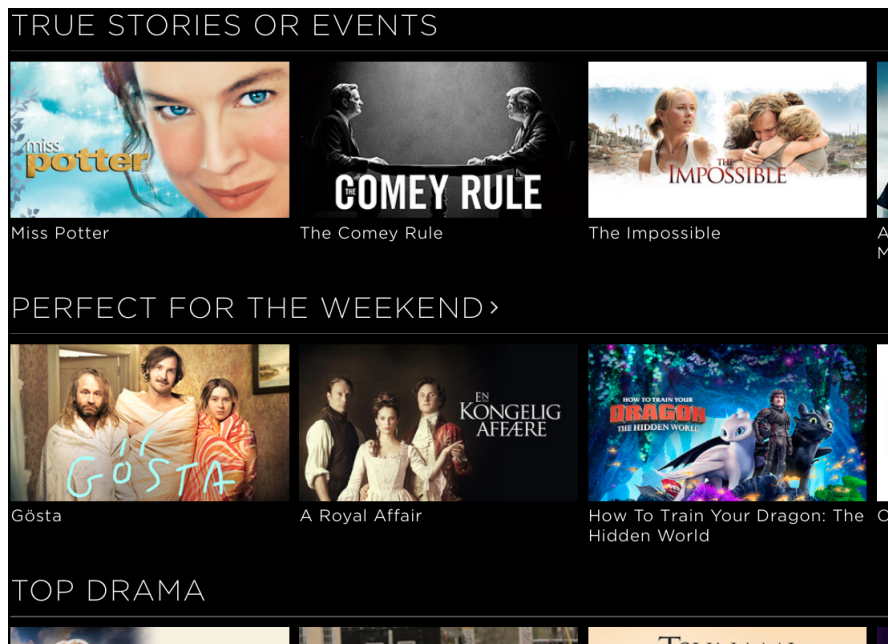 TRUE STORIES OR EVENTS
miss
potter
THE
COMEY RULE
THE
IMPOSSIBLE
Miss Potter
The Comey Rule
The Impossible
A
M
PERFECT FOR THE WEEKEND >
GÖSTA
EN
KONGELIG
AFFÆRE
HOW TO TRAIN YOUR
DRAGON
THE HIDDEN WORLD
Gösta
A Royal Affair
How To Train Your Dragon: The
Hidden World
TOP DRAMA